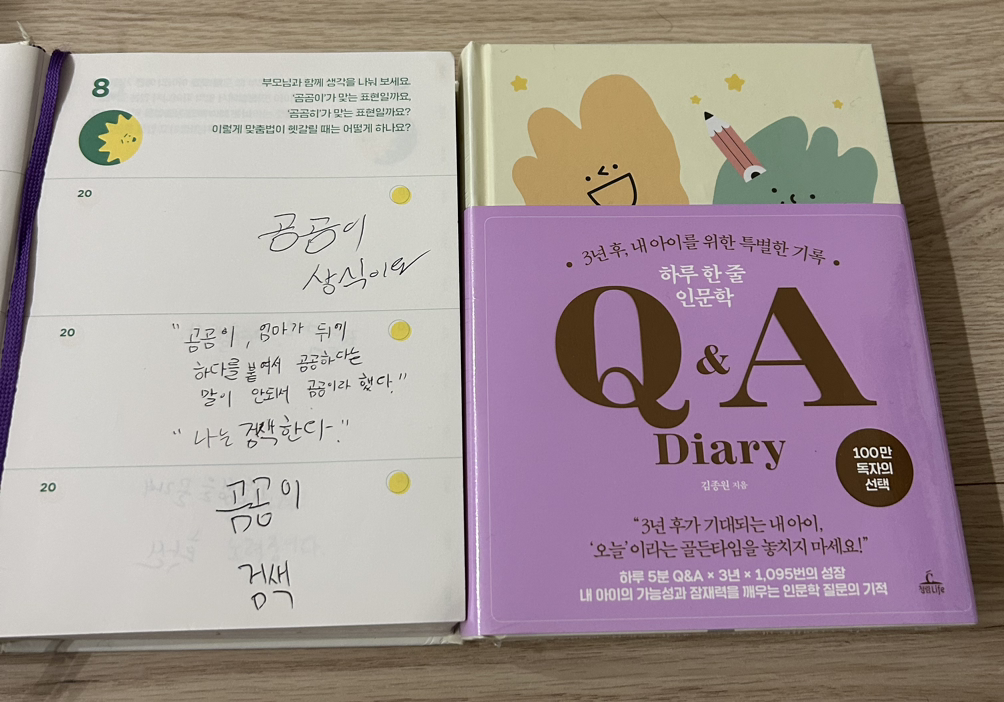 8
부모님과 함께 생각을 나눠 보세요.
'곰곰이'가 맞는 표현일까요,
'곰곰히'가 맞는 표현일까요?
이렇게 맞춤법이 헷갈릴 때는 어떻게 하나요?
20
곰곰이
상식이와
20
"곰곰이, 엄마가 뒤에
하다를 붙여서 곰곰하다는
말이 안되서 곰곰이라 했다."
"나는 검색한다."
20
곰곰이
검색
3년 후, 내 아이를 위한 특별한 기록
하루 한 줄
인문학
Q & A
Diary
김종원 지음
100만
독자의
선택
"3년 후가 기대되는 내 아이,
'오늘'이라는 골든타임을 놓치지 마세요!"
하루 5분 Q&A × 3년 × 1,095번의 성장
내 아이의 가능성과 잠재력을 깨우는 인문학 질문의 기적
청림Life